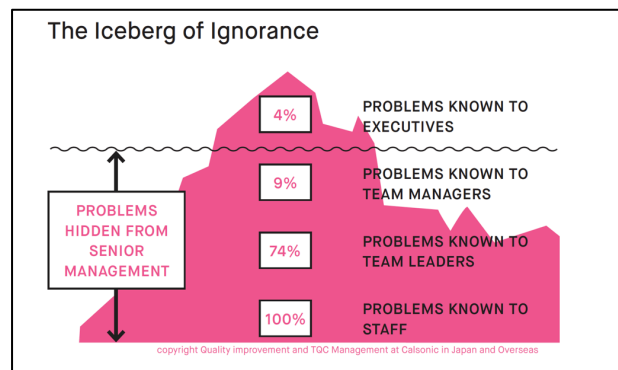 The Iceberg of Ignorance
4%
PROBLEMS KNOWN TO
EXECUTIVES
9%
PROBLEMS KNOWN TO
TEAM MANAGERS
PROBLEMS
HIDDEN FROM
SENIOR
MANAGEMENT
74%
PROBLEMS KNOWN TO
TEAM LEADERS
100%
PROBLEMS KNOWN TO
STAFF
copyright Quality improvement and TQC Management at Calsonic in Japan and Overseas